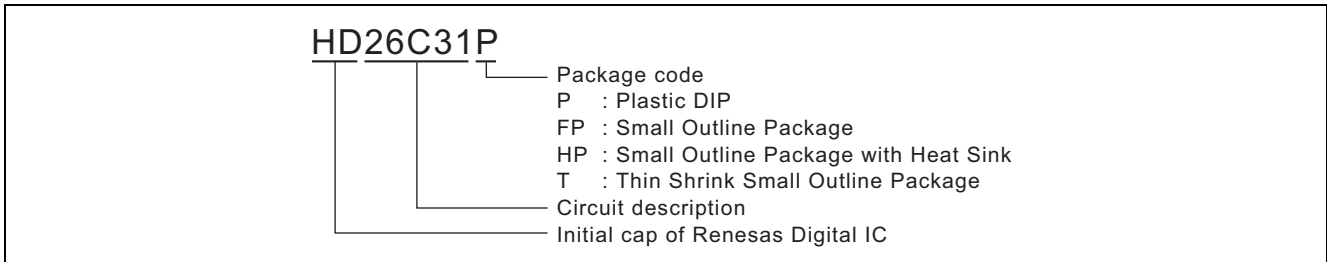 HD26C31P
Package code
P : Plastic DIP
FP : Small Outline Package
HP : Small Outline Package with Heat Sink
T : Thin Shrink Small Outline Package
Circuit description
Initial cap of Renesas Digital IC